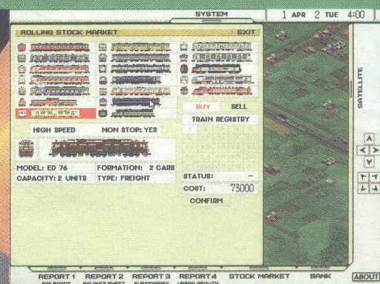 SYSTEM
1 APR 2 TUE 4:00
ROLLING STOCK MARKET EXIT
BUY SELL
TRAIN REGISTRY
HIGH SPEED NON STOP: YES
MODEL: ED 76 FORMATION: 2 CARS
CAPACITY: 2 UNITS TYPE: FREIGHT
STATUS: -
COST: 75000
CONFIRM
SATELLITE
REPORT 1 REPORT 2 REPORT 3 REPORT 4 STOCK MARKET BANK ABOUT